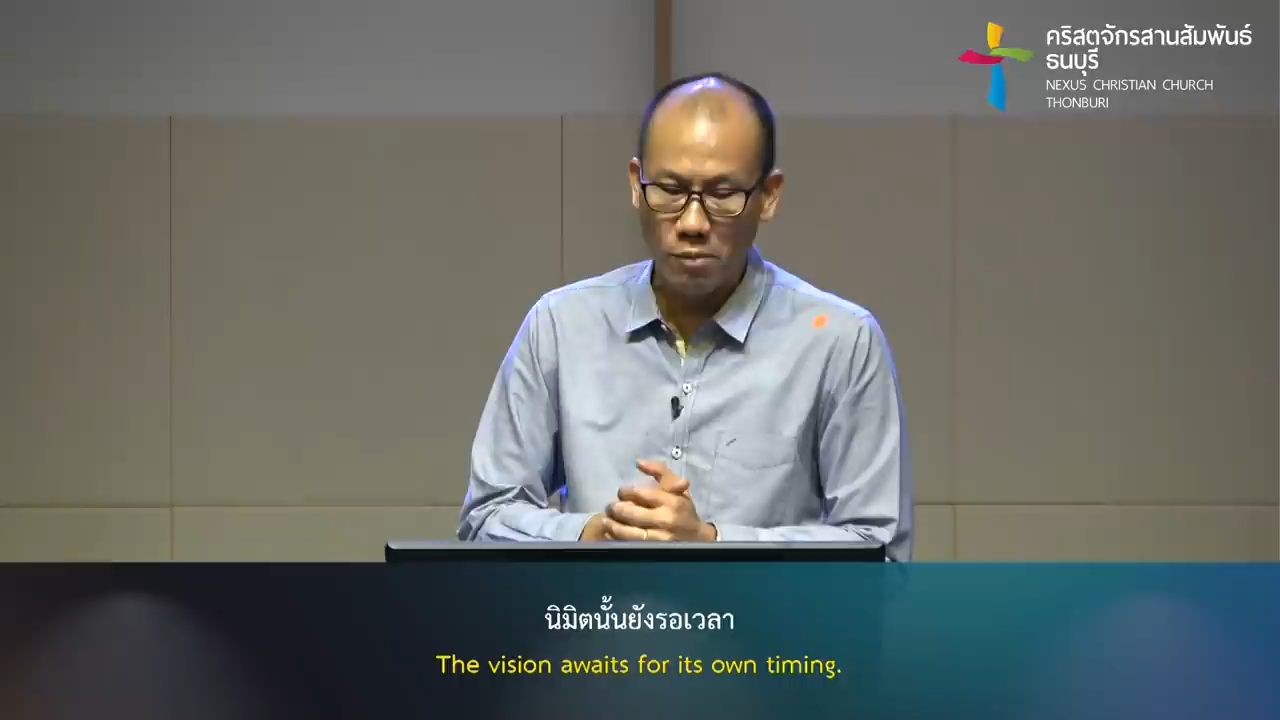 คริสตจักรสานสัมพันธ์
ธนบุรี
NEXUS CHRISTIAN CHURCH
THONBURI
นิมิตนั้นยังรอเวลา
The vision awaits for its own timing.